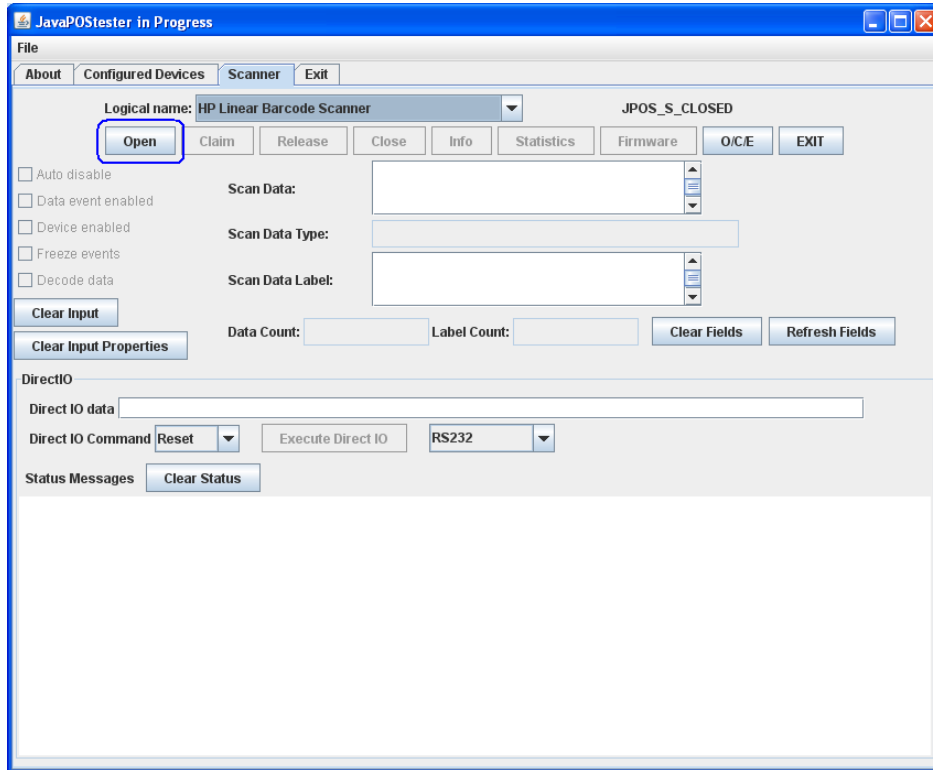 JavaPOStester in Progress
File
About Configured Devices Scanner Exit
Logical name: HP Linear Barcode Scanner JPOS_S_CLOSED
Open Claim Release Close Info Statistics Firmware O/C/E EXIT
Auto disable
Scan Data:
Data event enabled
Device enabled
Scan Data Type:
Freeze events
Decode data
Scan Data Label:
Clear Input
Data Count: Label Count: Clear Fields Refresh Fields
Clear Input Properties
DirectIO
Direct IO data
Direct IO Command Reset Execute Direct IO RS232
Status Messages Clear Status